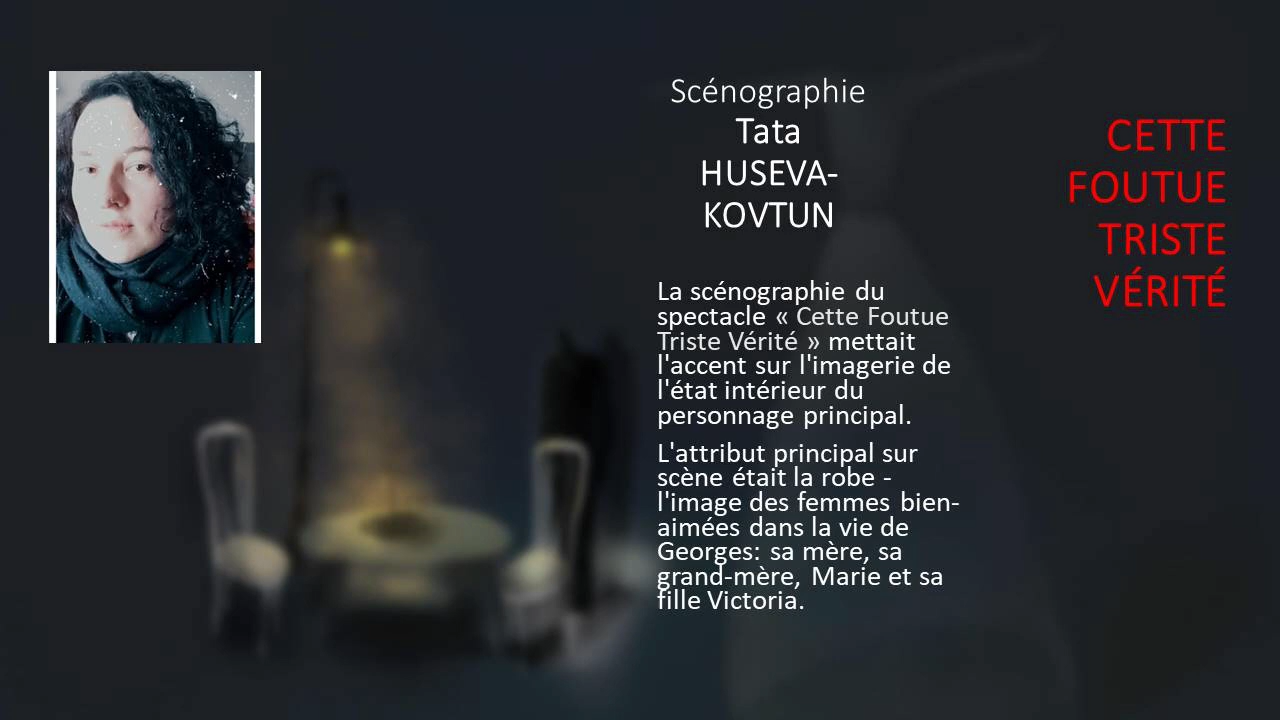 Scénographie
Tata
HUSEVA-
KOVTUN
CETTE
FOUTUE
TRISTE
VÉRITÉ
La scénographie du
spectacle « Cette Foutue
Triste Vérité » mettait
l'accent sur l'imagerie de
l'état intérieur du
personnage principal.
L'attribut principal sur
scène était la robe -
l'image des femmes bien-
aimées dans la vie de
Georges: sa mère, sa
grand-mère, Marie et sa
fille Victoria.